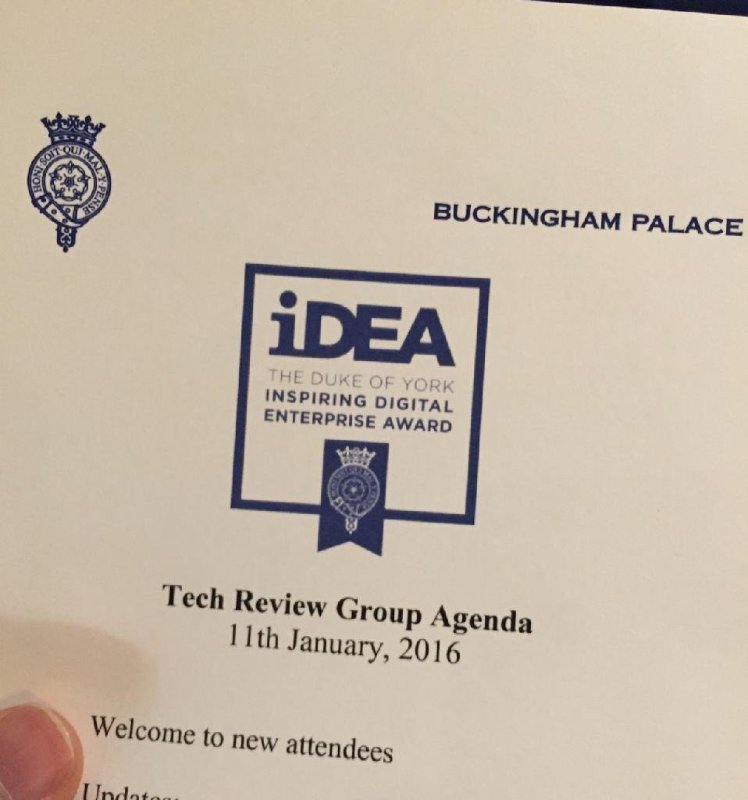 HONI·SOIT·QUI·MAL·Y·PENSE
BUCKINGHAM PALACE
iDEA
THE DUKE OF YORK
INSPIRING DIGITAL
ENTERPRISE AWARD
Tech Review Group Agenda
11th January, 2016
Welcome to new attendees